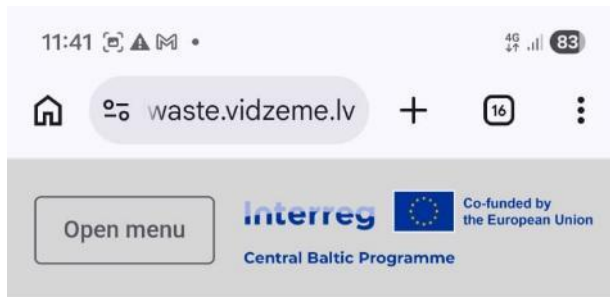 11:41
4G
83
waste.vidzeme.lv
16
Open menu
Interreg
Co-funded by
the European Union
Central Baltic Programme